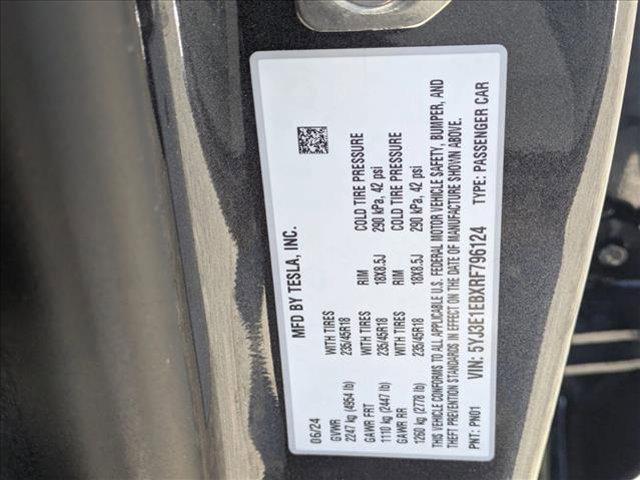 MFD BY TESLA, INC.
06/24
GVWR
2247 kg (4954 lb) WITH TIRES RIM COLD TIRE PRESSURE
GAWR FRT 235/45R18 18X8.5J 290 kPa, 42 psi
1110 kg (2447 lb) WITH TIRES RIM COLD TIRE PRESSURE
GAWR RR 235/45R18 18X8.5J 290 kPa, 42 psi
1260 kg (2778 lb)
THIS VEHICLE CONFORMS TO ALL APPLICABLE U.S. FEDERAL MOTOR VEHICLE SAFETY, BUMPER, AND
THEFT PREVENTION STANDARDS IN EFFECT ON THE DATE OF MANUFACTURE SHOWN ABOVE.
VIN: 5YJ3E1EBXRF796124
PNT: PN01 TYPE: PASSENGER CAR